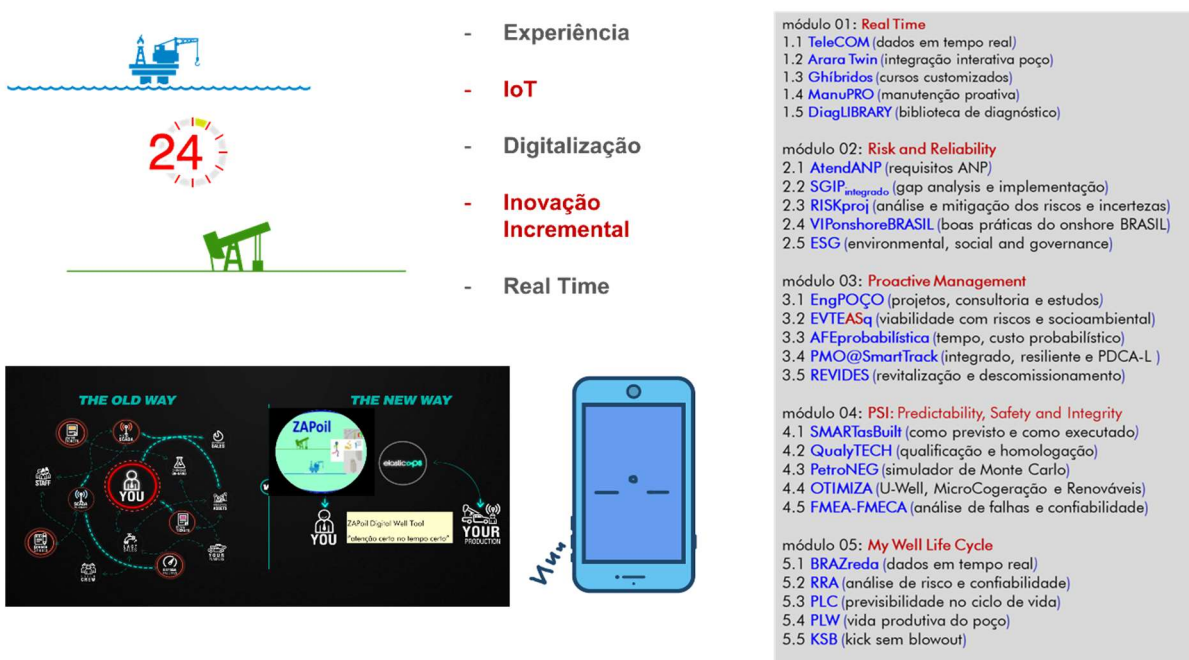 - Experiência
- IoT
- Digitalização
- Inovação
Incremental
- Real Time
24
THE OLD WAY
SCADA
SALES
STAFF
YOU
SCADA
CREW
THE NEW WAY
ZAPoil
elasticops
YOU
ZAPoil Digital Well Tool
"atenção certo no tempo certo"
YOUR
PRODUCTION
módulo 01: Real Time
1.1 TeleCOM (dados em tempo real)
1.2 Arara Twin (integração interativa poço)
1.3 Ghíbridos (cursos customizados)
1.4 ManuPRO (manutenção proativa)
1.5 DiagLIBRARY (biblioteca de diagnóstico)
módulo 02: Risk and Reliability
2.1 AtendANP (requisitos ANP)
2.2 SGIPintegrado (gap analysis e implementação)
2.3 RISKproj (análise e mitigação dos riscos e incertezas)
2.4 VIPonshoreBRASIL (boas práticas do onshore BRASIL)
2.5 ESG (environmental, social and governance)
módulo 03: Proactive Management
3.1 EngPOÇO (projetos, consultoria e estudos)
3.2 EVTEASq (viabilidade com riscos e socioambiental)
3.3 AFEprobabilística (tempo, custo probabilístico)
3.4 PMO@SmartTrack (integrado, resiliente e PDCA-L )
3.5 REVIDES (revitalização e descomissionamento)
módulo 04: PSI: Predictability, Safety and Integrity
4.1 SMARTasBuilt (como previsto e como executado)
4.2 QualyTECH (qualificação e homologação)
4.3 PetroNEG (simulador de Monte Carlo)
4.4 OTIMIZA (U-Well, MicroCogeração e Renováveis)
4.5 FMEA-FMECA (análise de falhas e confiabilidade)
módulo 05: My Well Life Cycle
5.1 BRAZreda (dados em tempo real)
5.2 RRA (análise de risco e confiabilidade)
5.3 PLC (previsibilidade no ciclo de vida)
5.4 PLW (vida produtiva do poço)
5.5 KSB (kick sem blowout)